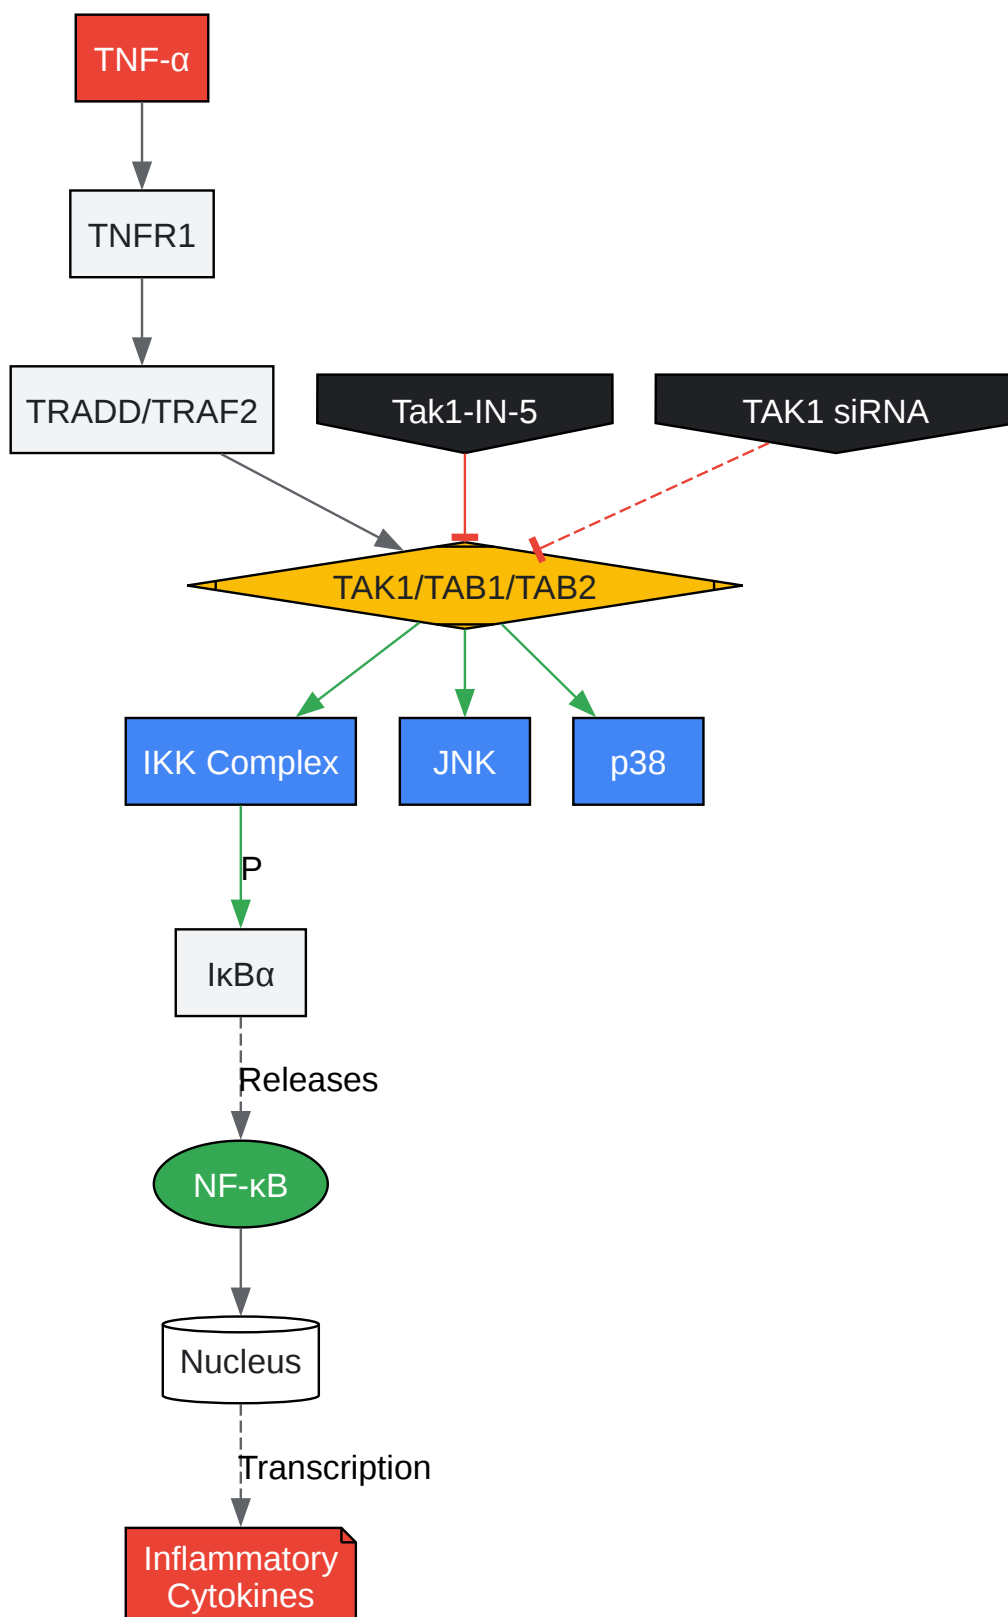 TNF-α
TNFR1
TRADD/TRAF2
Tak1-IN-5
TAK1 siRNA
TAK1/TAB1/TAB2
IKK Complex
JNK
p38
P
IκBα
Releases
NF-κB
Nucleus
Transcription
Inflammatory
Cytokines